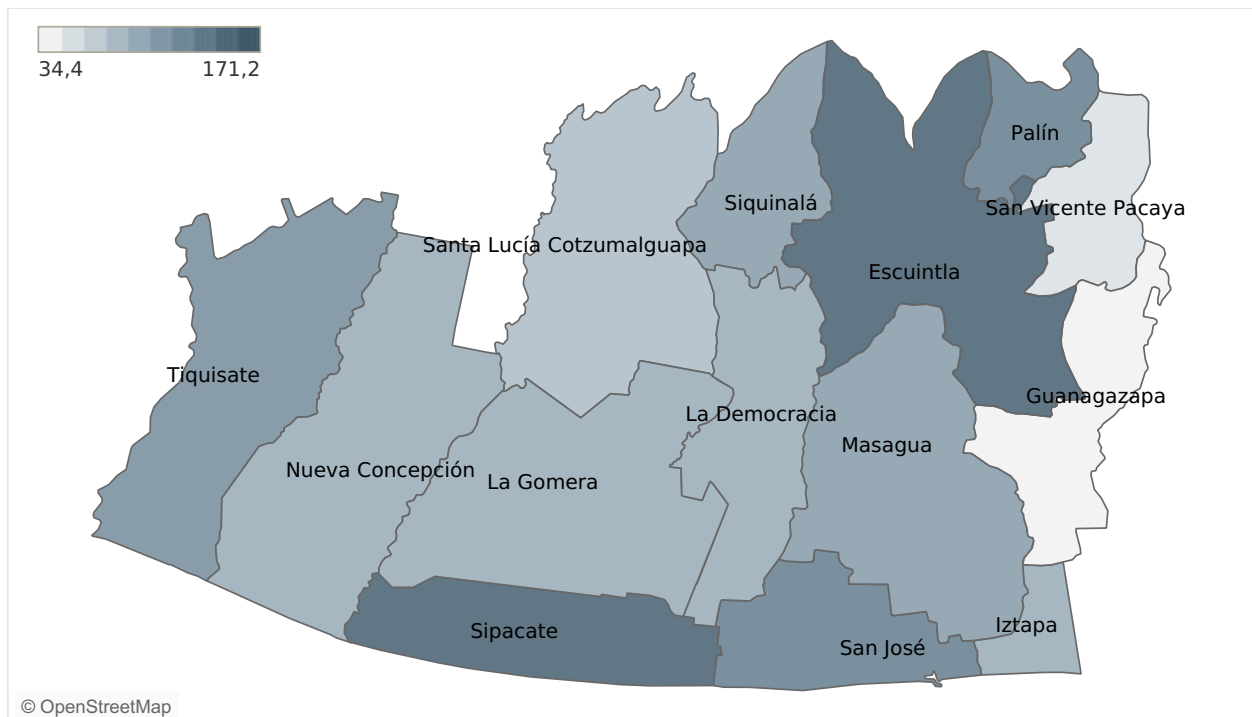 34,4 171,2
Palín
Siquinalá
San Vicente Pacaya
Santa Lucía Cotzumalguapa
Escuintla
Tiquisate
Guanagazapa
La Democracia
Masagua
Nueva Concepción
La Gomera
Iztapa
Sipacate
San José
© OpenStreetMap